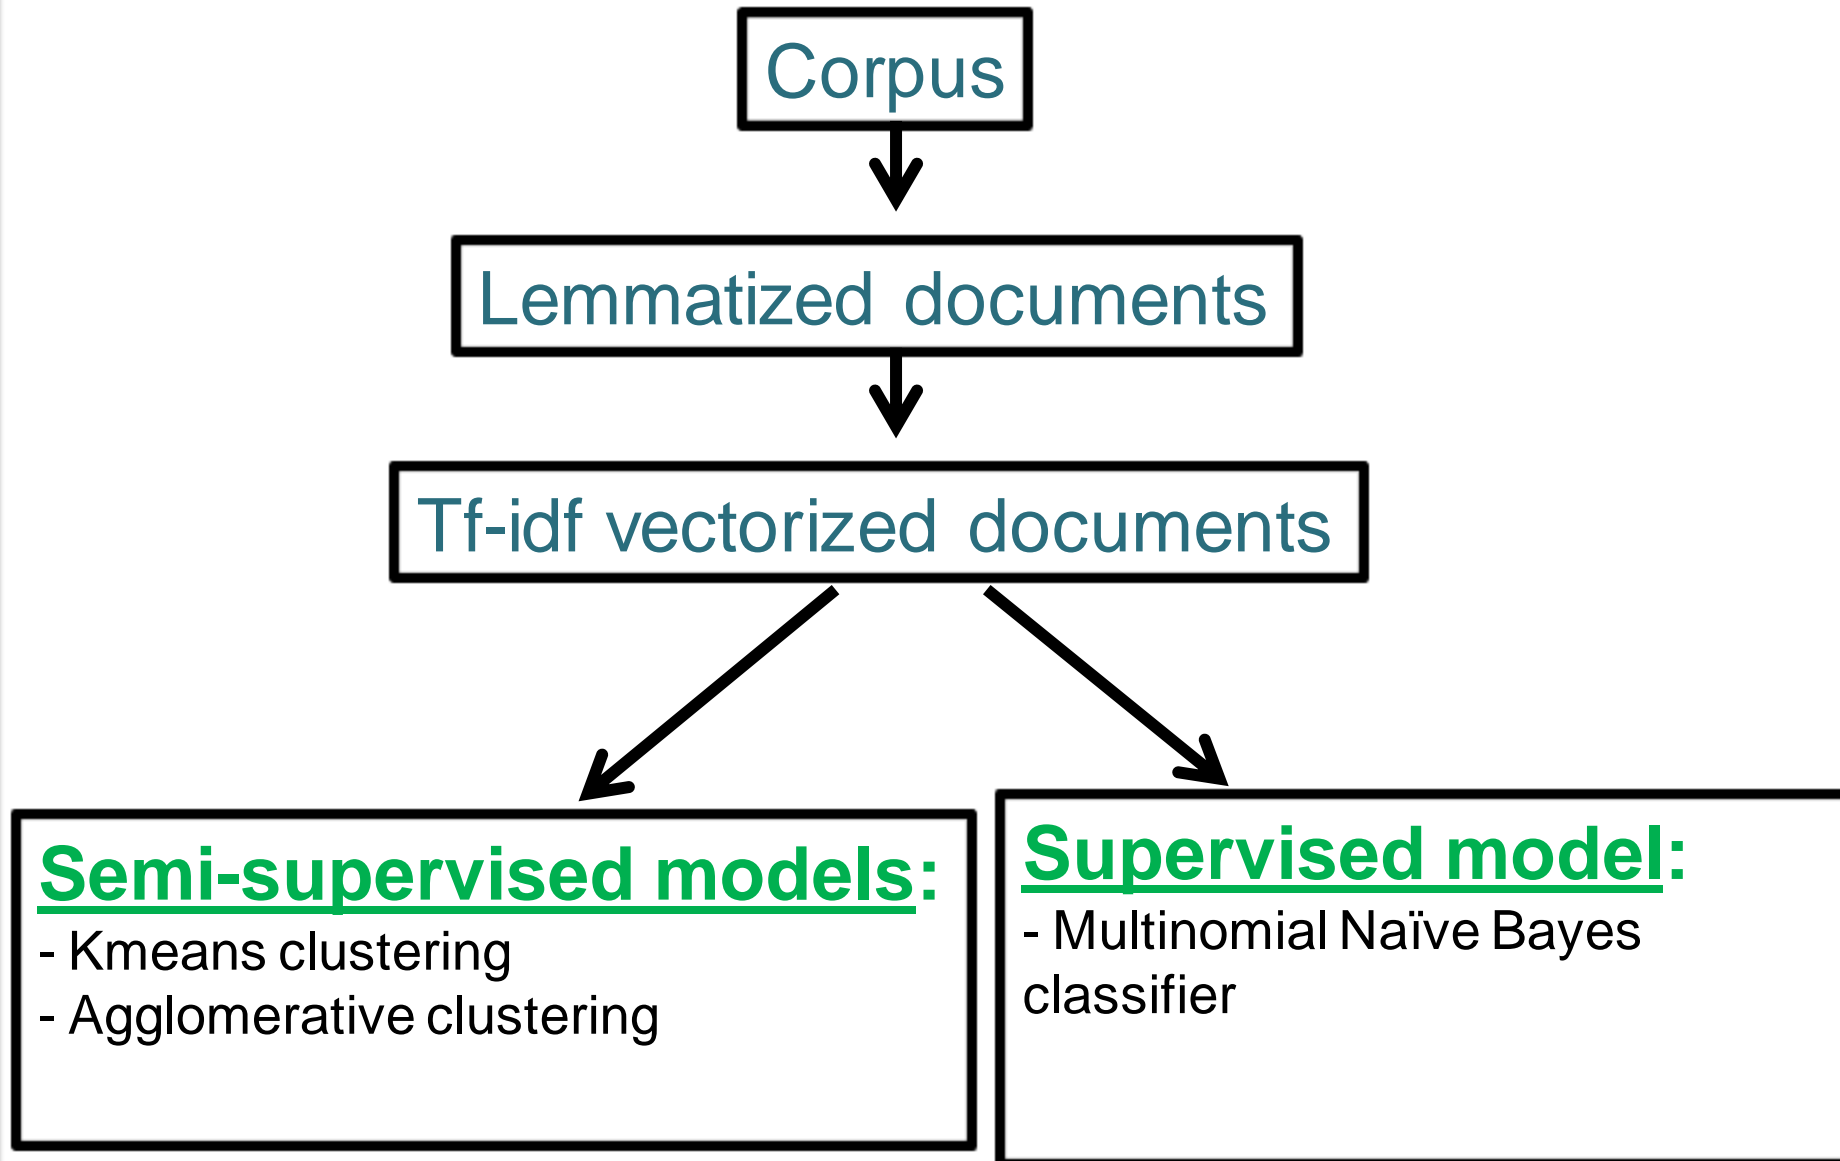 Corpus
Lemmatized documents
Tf-idf vectorized documents
Semi-supervised models:
- Kmeans clustering
- Agglomerative clustering
Supervised model:
- Multinomial Naïve Bayes
classifier